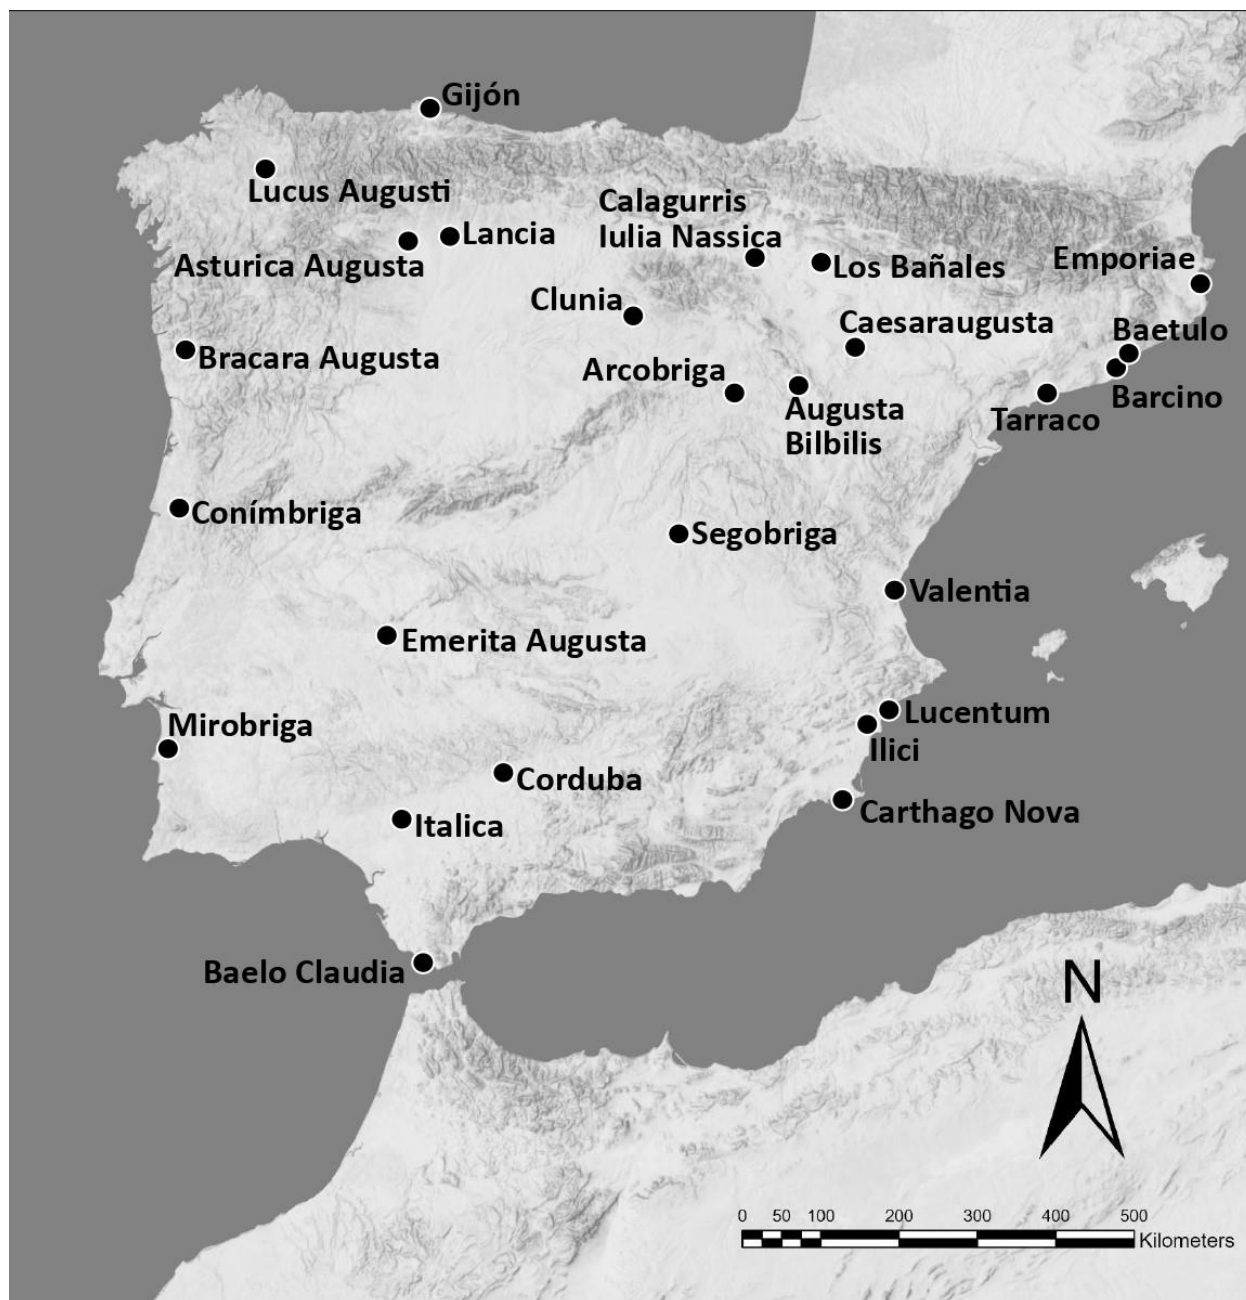 Gijón
Lucus Augusti
Calagurris
Iulia Nassica
Lancia
Asturica Augusta
Los Bañales
Emporiae
Clunia
Caesaraugusta
Baetulo
Bracara Augusta
Arcobriga
Augusta
Bilbilis
Barcino
Tarraco
Conímbriga
Segobriga
Valentia
Emerita Augusta
Lucentum
Mirobriga
Ilici
Corduba
Carthago Nova
Italica
Baelo Claudia
N
0 50 100 200 300 400 500
Kilometers